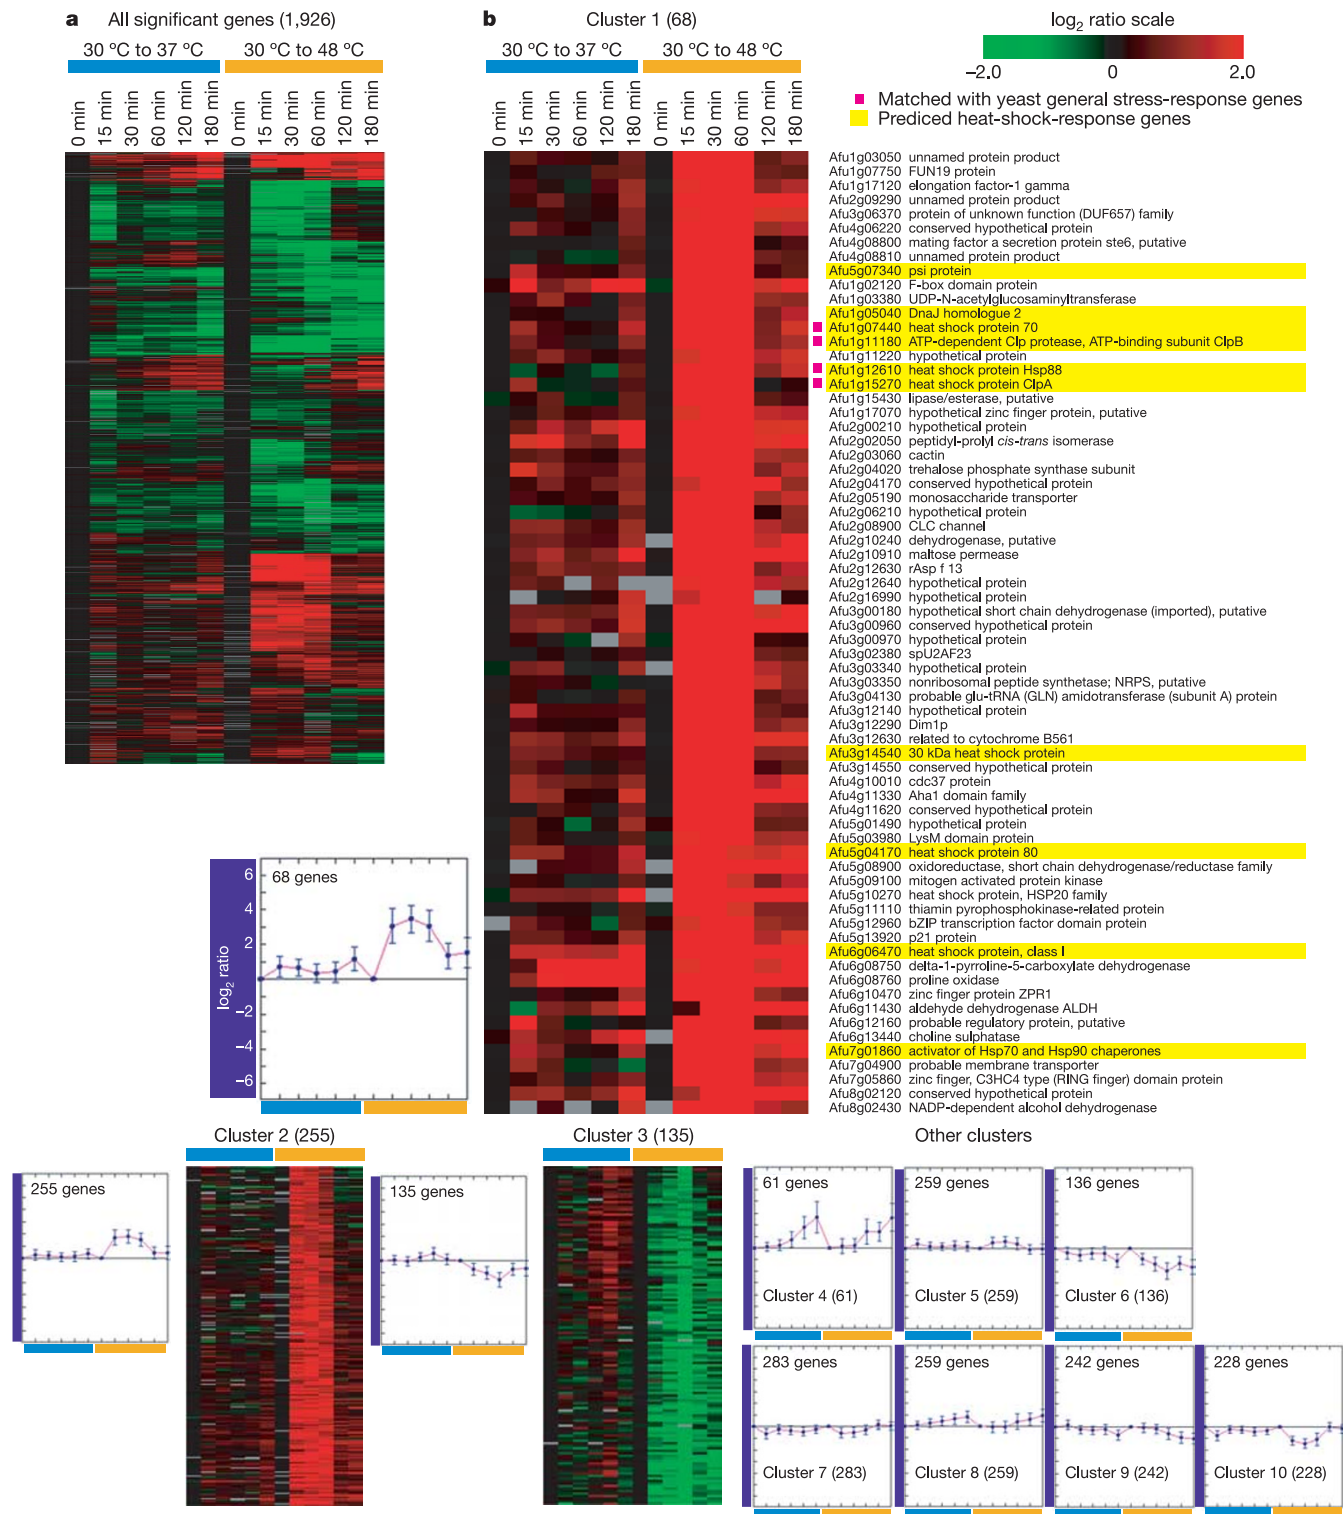 a All significant genes (1,926)
30 °C to 37 °C 30 °C to 48 °C
0 min 15 min 30 min 60 min 120 min 180 min 0 min 15 min 30 min 60 min 120 min 180 min
b Cluster 1 (68)
30 °C to 37 °C 30 °C to 48 °C
0 min 15 min 30 min 60 min 120 min 180 min 0 min 15 min 30 min 60 min 120 min 180 min
log2 ratio scale
–2.0 0 2.0
Matched with yeast general stress-response genes
Prediced heat-shock-response genes
Afu1g03050 unnamed protein product
Afu1g07750 FUN19 protein
Afu1g17120 elongation factor-1 gamma
Afu2g09290 unnamed protein product
Afu3g06370 protein of unknown function (DUF657) family
Afu4g06220 conserved hypothetical protein
Afu4g08800 mating factor a secretion protein ste6, putative
Afu4g08810 unnamed protein product
Afu5g07340 psi protein
Afu1g02120 F-box domain protein
Afu1g03380 UDP-N-acetylglucosaminyltransferase
Afu1g05040 DnaJ homologue 2
Afu1g07440 heat shock protein 70
Afu1g11180 ATP-dependent Clp protease, ATP-binding subunit ClpB
Afu1g11220 hypothetical protein
Afu1g12610 heat shock protein Hsp88
Afu1g15270 heat shock protein ClpA
Afu1g15430 lipase/esterase, putative
Afu1g17070 hypothetical zinc finger protein, putative
Afu2g00210 hypothetical protein
Afu2g02050 peptidyl-prolyl cis-trans isomerase
Afu2g03060 cactin
Afu2g04020 trehalose phosphate synthase subunit
Afu2g04170 conserved hypothetical protein
Afu2g05190 monosaccharide transporter
Afu2g06210 hypothetical protein
Afu2g08900 CLC channel
Afu2g10240 dehydrogenase, putative
Afu2g10910 maltose permease
Afu2g12630 rAsp f 13
Afu2g12640 hypothetical protein
Afu2g16990 hypothetical protein
Afu3g00180 hypothetical short chain dehydrogenase (imported), putative
Afu3g00960 conserved hypothetical protein
Afu3g00970 hypothetical protein
Afu3g02380 spU2AF23
Afu3g03340 hypothetical protein
Afu3g03350 nonribosomal peptide synthetase; NRPS, putative
Afu3g04130 probable glu-tRNA (GLN) amidotransferase (subunit A) protein
Afu3g12140 hypothetical protein
Afu3g12290 Dim1p
Afu3g12630 related to cytochrome B561
Afu3g14540 30 kDa heat shock protein
Afu3g14550 conserved hypothetical protein
Afu4g10010 cdc37 protein
Afu4g11330 Aha1 domain family
Afu4g11620 conserved hypothetical protein
Afu5g01490 hypothetical protein
Afu5g03980 LysM domain protein
Afu5g04170 heat shock protein 80
Afu5g08900 oxidoreductase, short chain dehydrogenase/reductase family
Afu5g09100 mitogen activated protein kinase
Afu5g10270 heat shock protein, HSP20 family
Afu5g11110 thiamin pyrophosphokinase-related protein
Afu5g12960 bZIP transcription factor domain protein
Afu5g13920 p21 protein
Afu6g06470 heat shock protein, class I
Afu6g08750 delta-1-pyrroline-5-carboxylate dehydrogenase
Afu6g08760 proline oxidase
Afu6g10470 zinc finger protein ZPR1
Afu6g11430 aldehyde dehydrogenase ALDH
Afu6g12160 probable regulatory protein, putative
Afu6g13440 choline sulphatase
Afu7g01860 activator of Hsp70 and Hsp90 chaperones
Afu7g04900 probable membrane transporter
Afu7g05860 zinc finger, C3HC4 type (RING finger) domain protein
Afu8g02120 conserved hypothetical protein
Afu8g02430 NADP-dependent alcohol dehydrogenase
68 genes
log2 ratio
6
4
2
0
–2
–4
–6
Cluster 2 (255)
255 genes
Cluster 3 (135)
135 genes
Other clusters
61 genes
Cluster 4 (61)
259 genes
Cluster 5 (259)
136 genes
Cluster 6 (136)
283 genes
Cluster 7 (283)
259 genes
Cluster 8 (259)
242 genes
Cluster 9 (242)
228 genes
Cluster 10 (228)